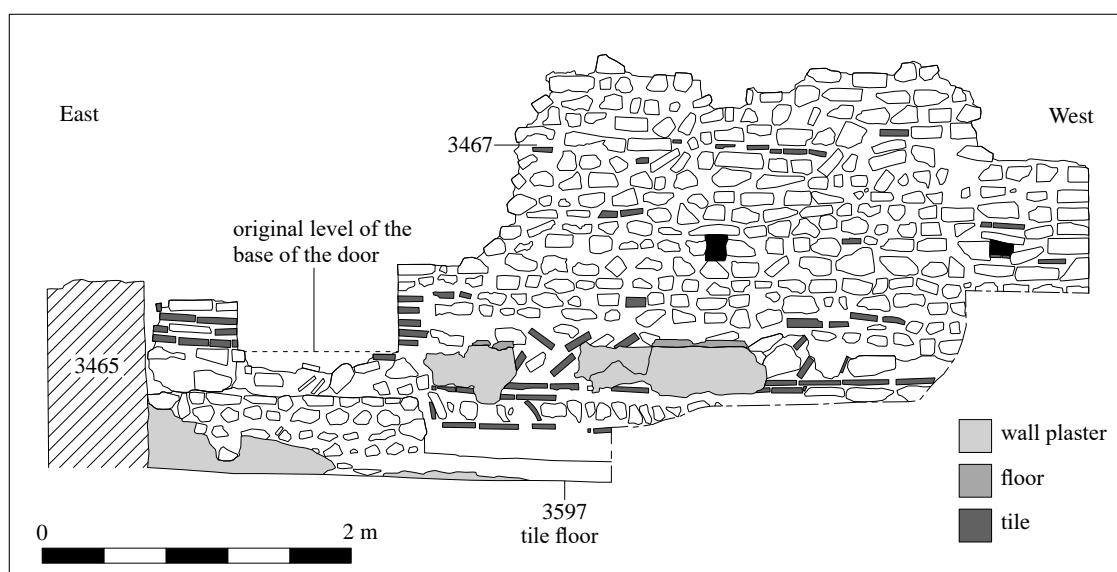 East
West
3467
original level of the
base of the door
3465
wall plaster
floor
tile
3597
tile floor
0
2 m